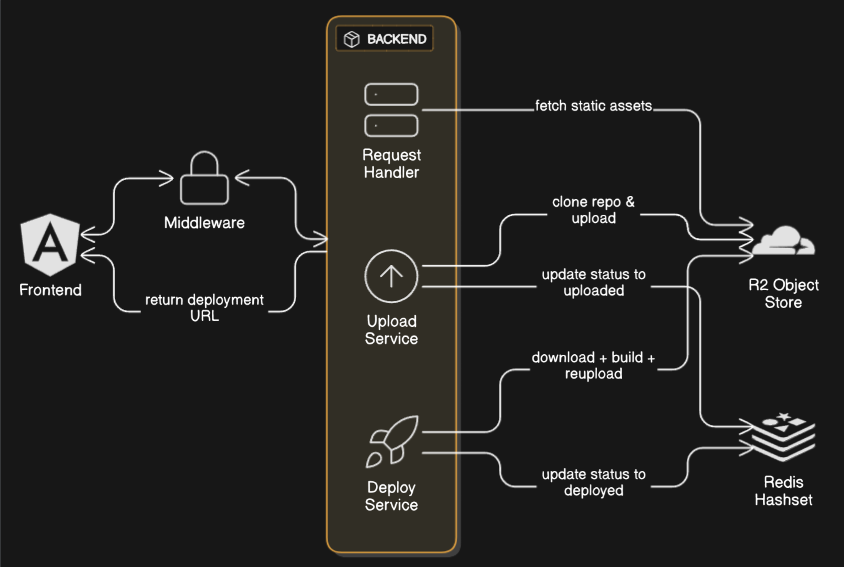 BACKEND
fetch static assets
Request
Handler
Middleware
clone repo &
upload
Frontend
R2 Object
Store
return deployment
URL
update status to
uploaded
Upload
Service
download + build +
reupload
Deploy
Service
update status to
deployed
Redis
Hashset